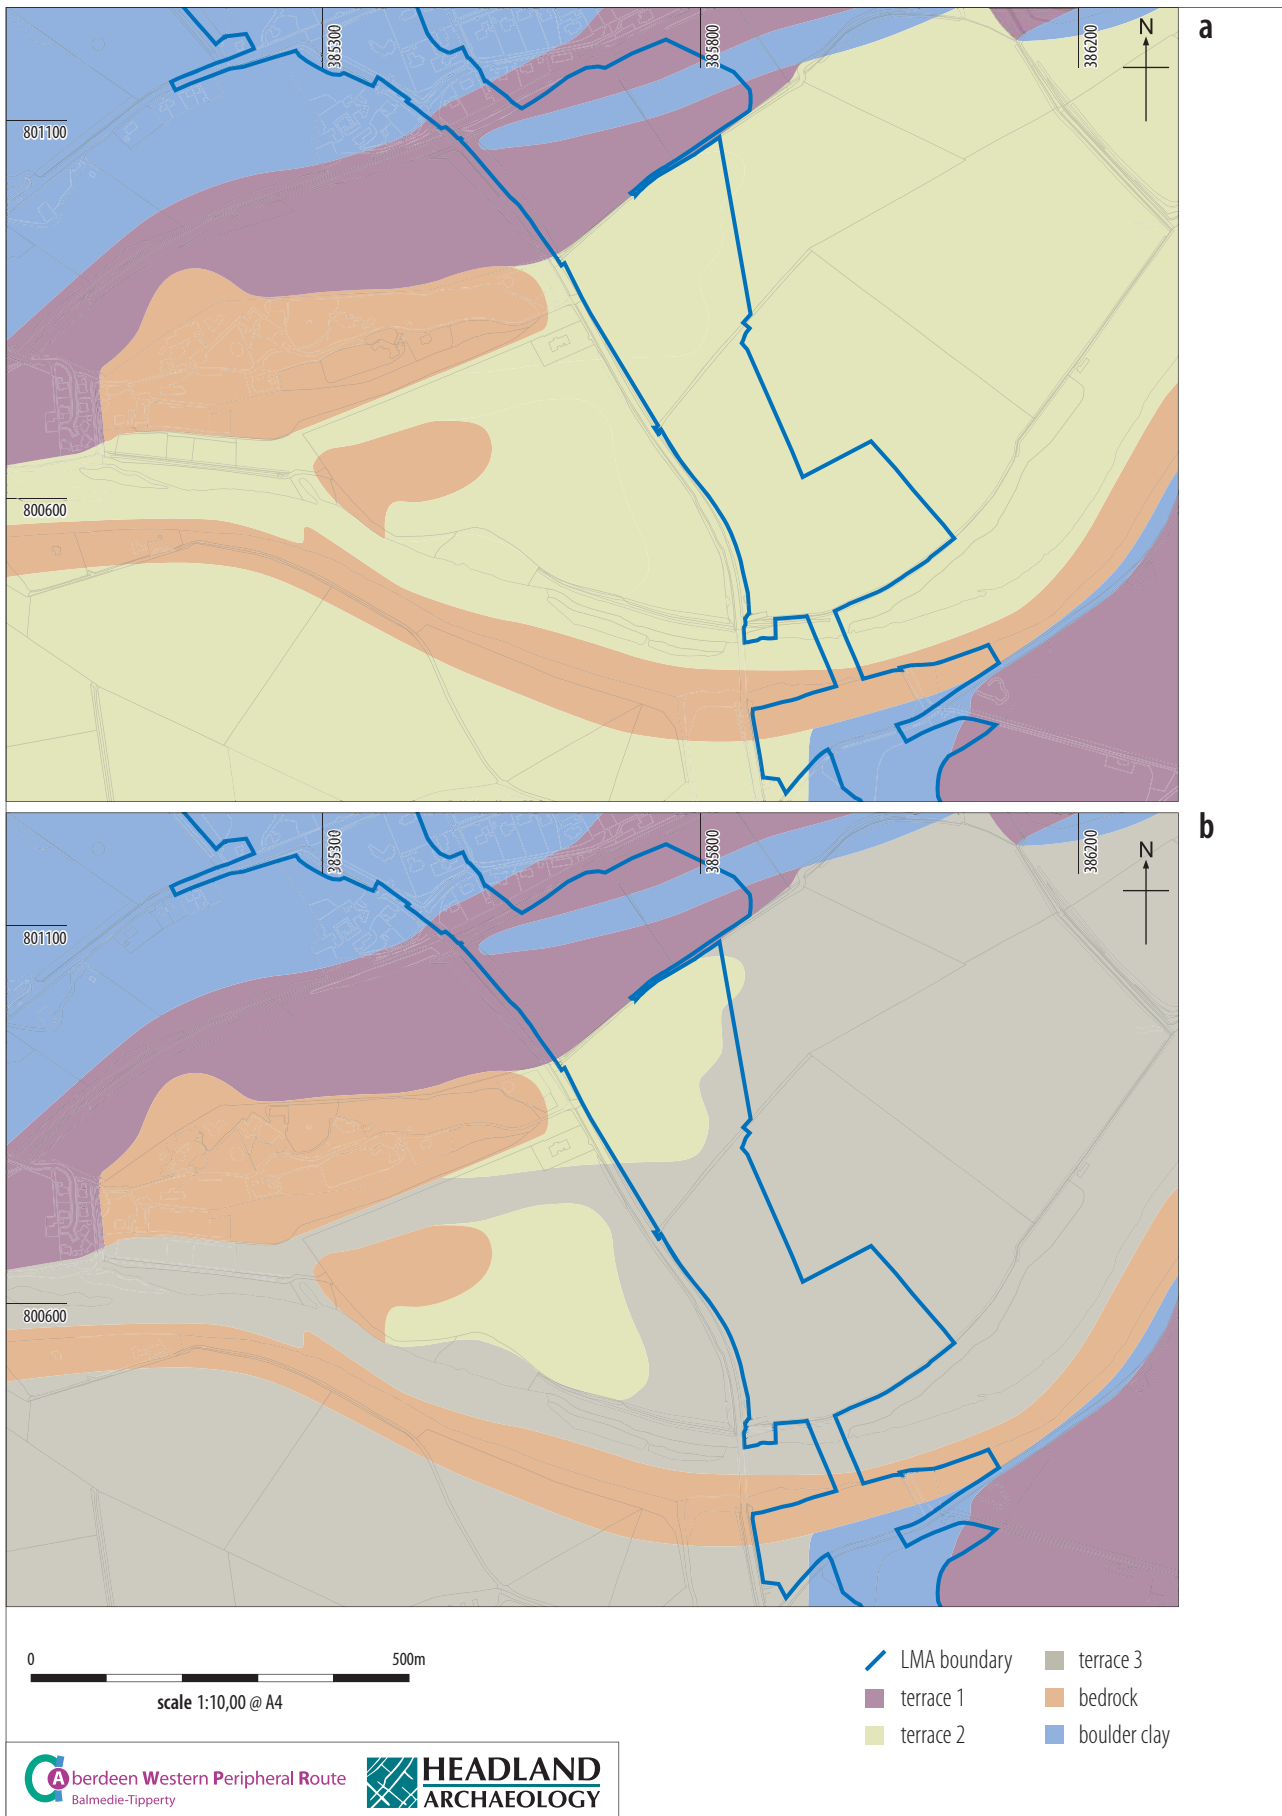 a
385300
385800
386200
N
801100
800600
b
385300
385800
386200
N
801100
800600
0 500m
scale 1:10,00 @ A4
LMA boundary
terrace 1
terrace 2
terrace 3
bedrock
boulder clay
Aberdeen Western Peripheral Route
Balmedie-Tipperty
HEADLAND
ARCHAEOLOGY